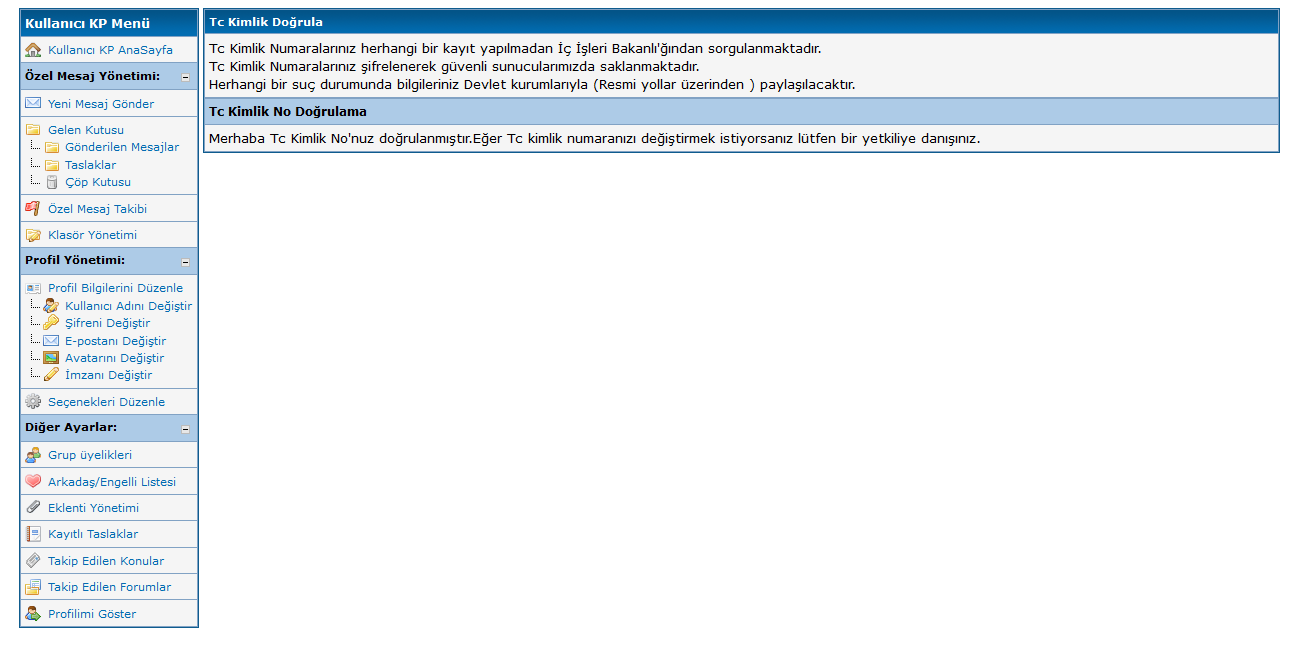 Kullanıcı KP Menü
Kullanıcı KP AnaSayfa
Özel Mesaj Yönetimi:
Yeni Mesaj Gönder
Gelen Kutusu
Gönderilen Mesajlar
Taslaklar
Çöp Kutusu
Özel Mesaj Takibi
Klasör Yönetimi
Profil Yönetimi:
Profil Bilgilerini Düzenle
Kullanıcı Adını Değiştir
Şifreni Değiştir
E-postanı Değiştir
Avatarını Değiştir
İmzanı Değiştir
Seçenekleri Düzenle
Diğer Ayarlar:
Grup üyelikleri
Arkadaş/Engelli Listesi
Eklenti Yönetimi
Kayıtlı Taslaklar
Takip Edilen Konular
Takip Edilen Forumlar
Profilimi Göster
Tc Kimlik Doğrula
Tc Kimlik Numaralarınız herhangi bir kayıt yapılmadan İç İşleri Bakanlı'ğından sorgulanmaktadır.
Tc Kimlik Numaralarınız şifrelenerek güvenli sunucularımızda saklanmaktadır.
Herhangi bir suç durumunda bilgileriniz Devlet kurumlarıyla (Resmi yollar üzerinden ) paylaşılacaktır.
Tc Kimlik No Doğrulama
Merhaba Tc Kimlik No'nuz doğrulanmıştır.Eğer Tc kimlik numaranızı değiştirmek istiyorsanız lütfen bir yetkiliye danışınız.